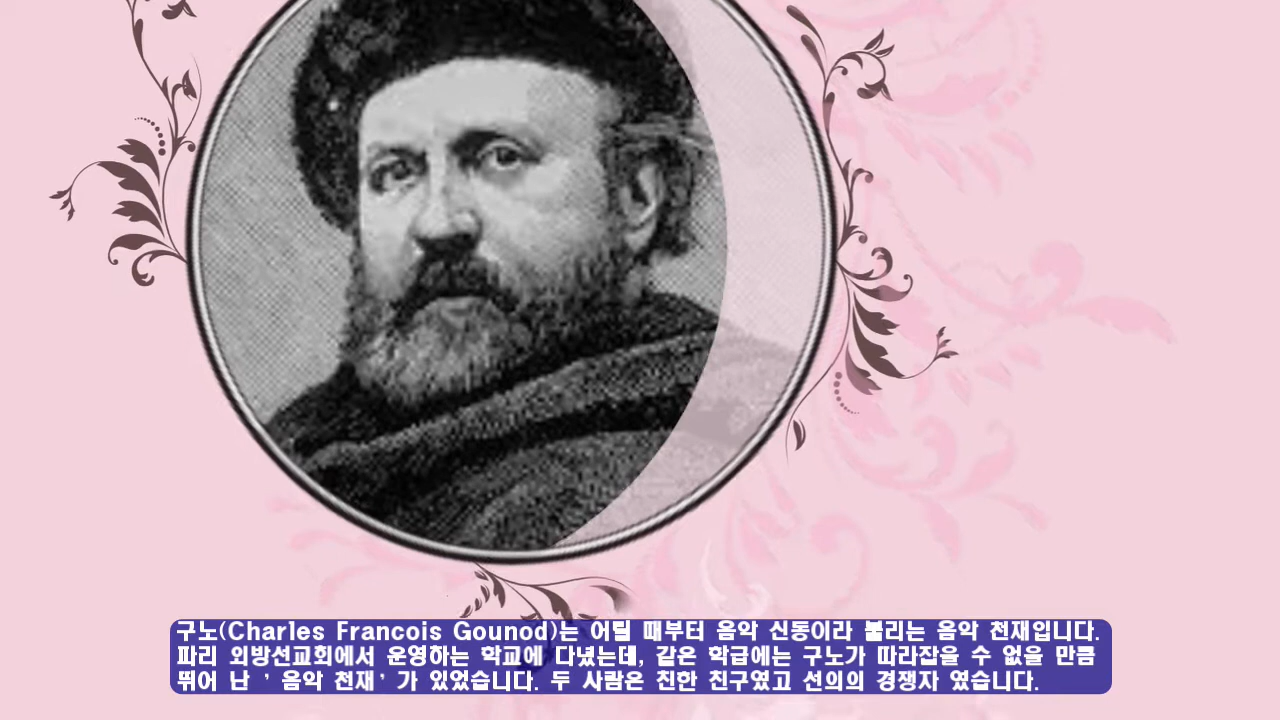 구노(Charles Francois Gounod)는 어릴 때부터 음악 신동이라 불리는 음악 천재입니다.
파리 외방선교회에서 운영하는 학교에 다녔는데, 같은 학급에는 구노가 따라잡을 수 없을 만큼
뛰어 난 ' 음악 천재' 가 있었습니다. 두 사람은 친한 친구였고 선의의 경쟁자 였습니다.